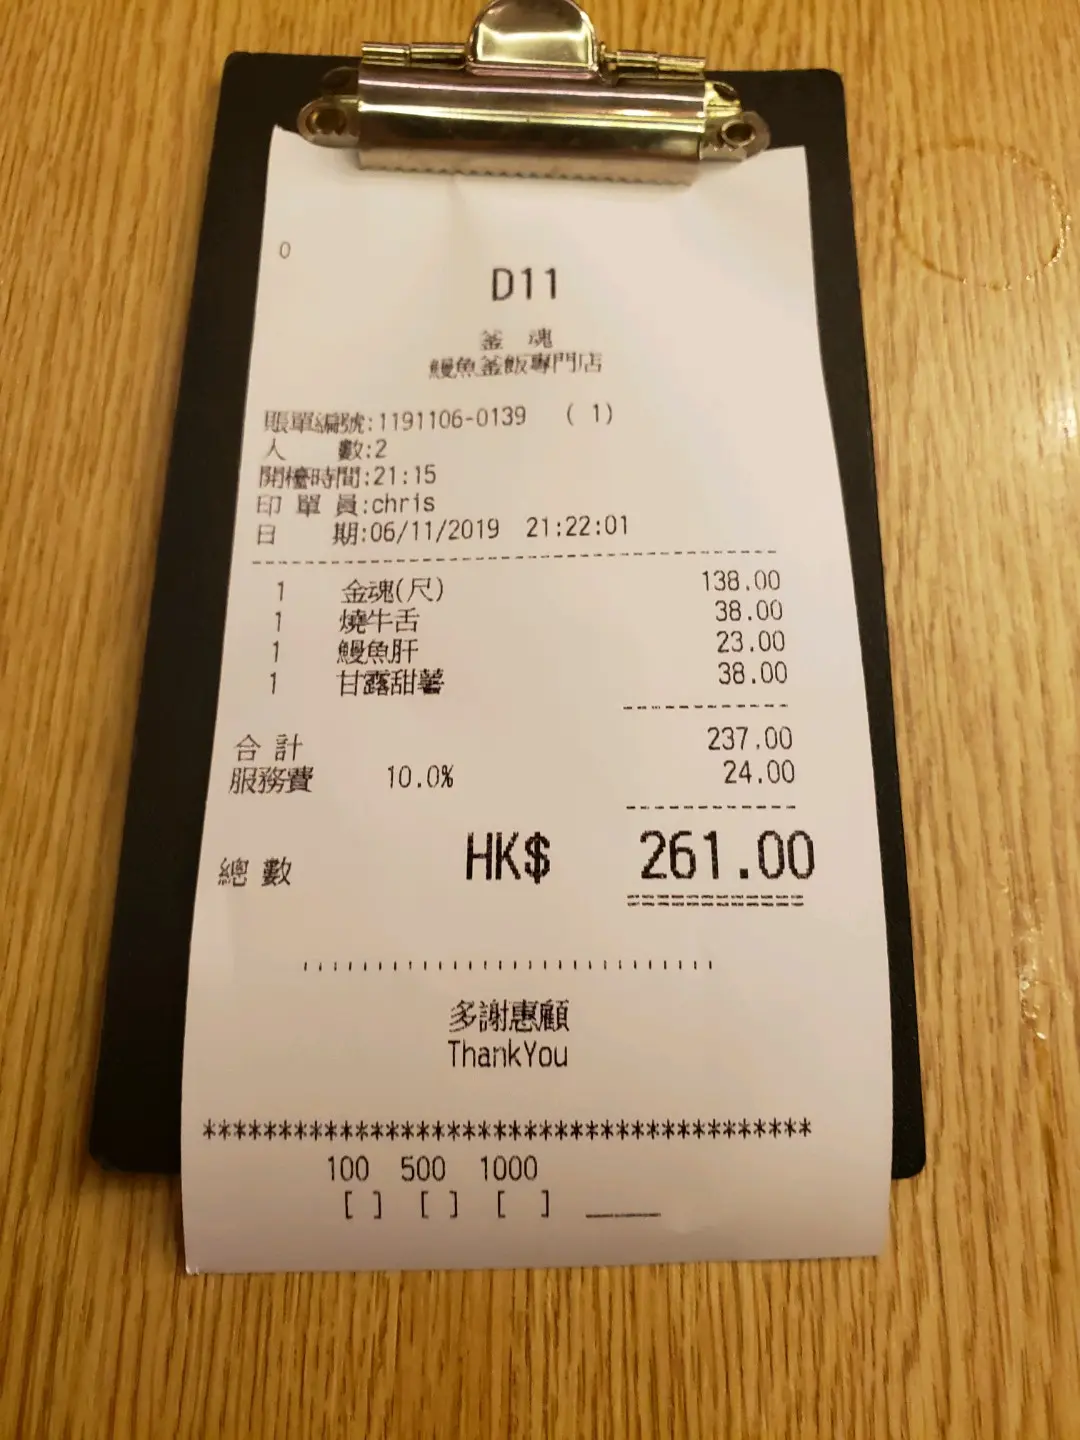 0
D11
釜 魂
鰻魚釜飯專門店
賬單編號:1191106-0139 ( 1)
人 數:2
開檯時間:21:15
印 單 員:chris
日 期:06/11/2019 21:22:01
1 金魂(尺) 138.00
1 燒牛舌 38.00
1 鰻魚肝 23.00
1 甘露甜薯 38.00
合 計 237.00
服務費 10.0% 24.00
總 數 HK$ 261.00
多謝惠顧
ThankYou
****************************************
100 500 1000
[ ] [ ] [ ] ____